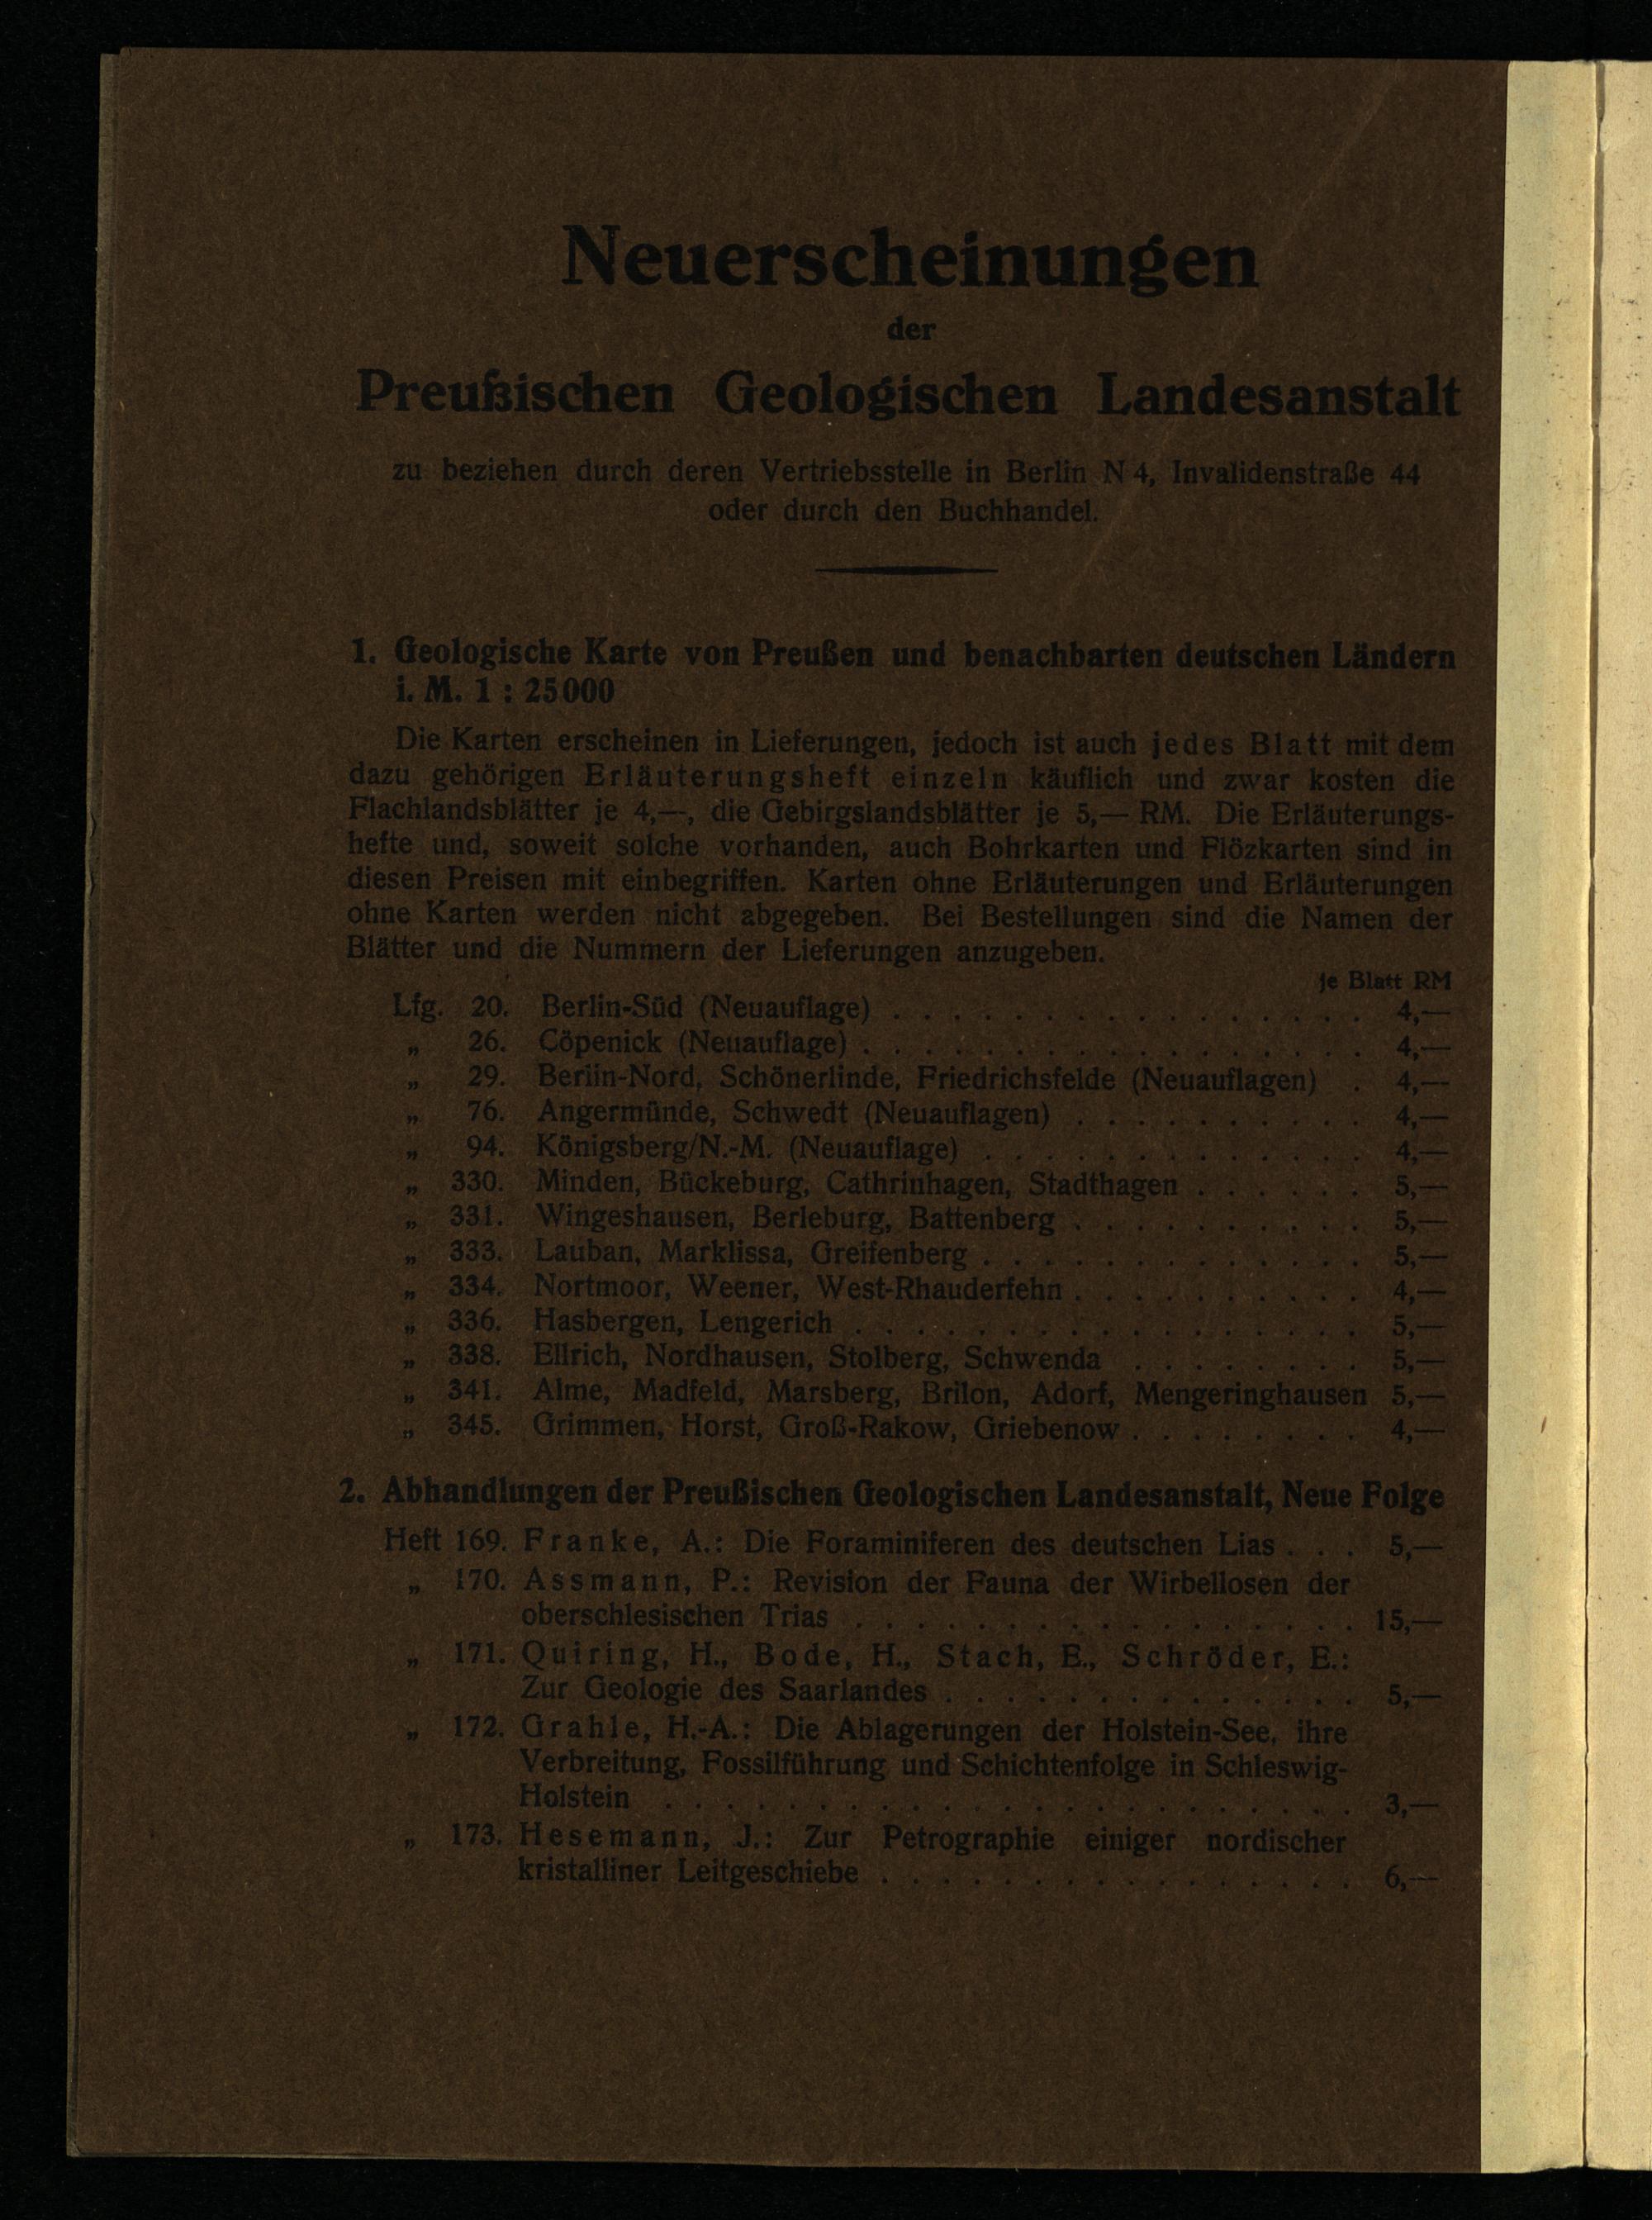 Neuerscheinungen
der
Preußischen Geologischen Landesanstalt
zu beziehen durch deren Vertriebsstelle in Berlin N 4, Invalidenstraße 44
oder durch den Buchhandel.
1. Geologische Karte von Preußen und benachbarten deutschen Ländern
i. M. 1 : 25000
Die Karten erscheinen in Lieferungen, jedoch ist auch jedes Blatt mit dem
dazu gehörigen Erläuterungsheft einzeln käuflich und zwar kosten die
Flachlandsblätter je 4,—, die Gebirgslandsblätter je 5,— RM. Die Erläuterungs-
hefte und, soweit solche vorhanden, auch Bohrkarten und Flözkarten sind in
diesen Preisen mit einbegriffen. Karten ohne Erläuterungen und Erläuterungen
ohne Karten werden nicht abgegeben. Bei Bestellungen sind die Namen der
Blätter und die Nummern der Lieferungen anzugeben.
je Blatt RM
Lfg. 20. Berlin-Süd (Neuauflage) . . . . . . . . . . . . . . . . 4,—
„ 26. Cöpenick (Neuauflage) . . . . . . . . . . . . . . . . . 4,—
„ 29. Berlin-Nord, Schönerlinde, Friedrichsfelde (Neuauflagen) . 4,—
„ 76. Angermünde, Schwedt (Neuauflagen) . . . . . . . . . . 4,—
„ 94. Königsberg/N.-M. (Neuauflage) . . . . . . . . . . . . . 4,—
„ 330. Minden, Bückeburg, Cathrinhagen, Stadthagen . . . . . . 5,—
„ 331. Wingeshausen, Berleburg, Battenberg . . . . . . . . . . 5,—
„ 333. Lauban, Marklissa, Greifenberg . . . . . . . . . . . . . 5,—
„ 334. Nortmoor, Weener, West-Rhauderfehn . . . . . . . . . . 4,—
„ 336. Hasbergen, Lengerich . . . . . . . . . . . . . . . . . 5,—
„ 338. Ellrich, Nordhausen, Stolberg, Schwenda . . . . . . . . 5,—
„ 341. Alme, Madfeld, Marsberg, Brilon, Adorf, Mengeringhausen 5,—
„ 345. Grimmen, Horst, Groß-Rakow, Griebenow . . . . . . . . 4,—
2. Abhandlungen der Preußischen Geologischen Landesanstalt, Neue Folge
Heft 169. Franke, A.: Die Foraminiferen des deutschen Lias . . . 5,—
„ 170. Assmann, P.: Revision der Fauna der Wirbellosen der
oberschlesischen Trias . . . . . . . . . . . . . . . . . 15,—
„ 171. Quiring, H., Bode, H., Stach, E., Schröder, E.:
Zur Geologie des Saarlandes . . . . . . . . . . . . . . 5,—
„ 172. Grahle, H.-A.: Die Ablagerungen der Holstein-See, ihre
Verbreitung, Fossilführung und Schichtenfolge in Schleswig-
Holstein . . . . . . . . . . . . . . . . . . . . . . . 3,—
„ 173. Hesemann, J.: Zur Petrographie einiger nordischer
kristalliner Leitgeschiebe . . . . . . . . . . . . . . . . 6,—